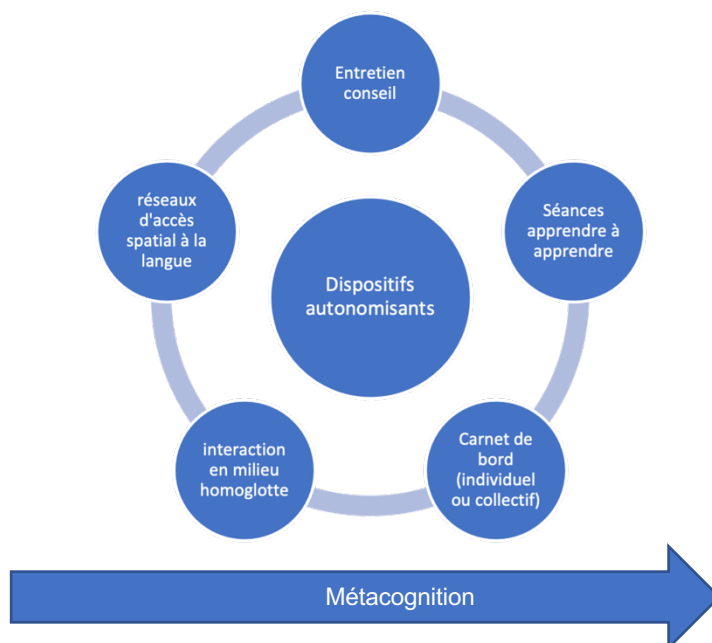 Entretien
conseil
réseaux
d'accès
spatial à la
langue
Séances
apprendre à
apprendre
Dispositifs
autonomisants
interaction
en milieu
homoglotte
Carnet de
bord
(individuel
ou collectif)
Métacognition